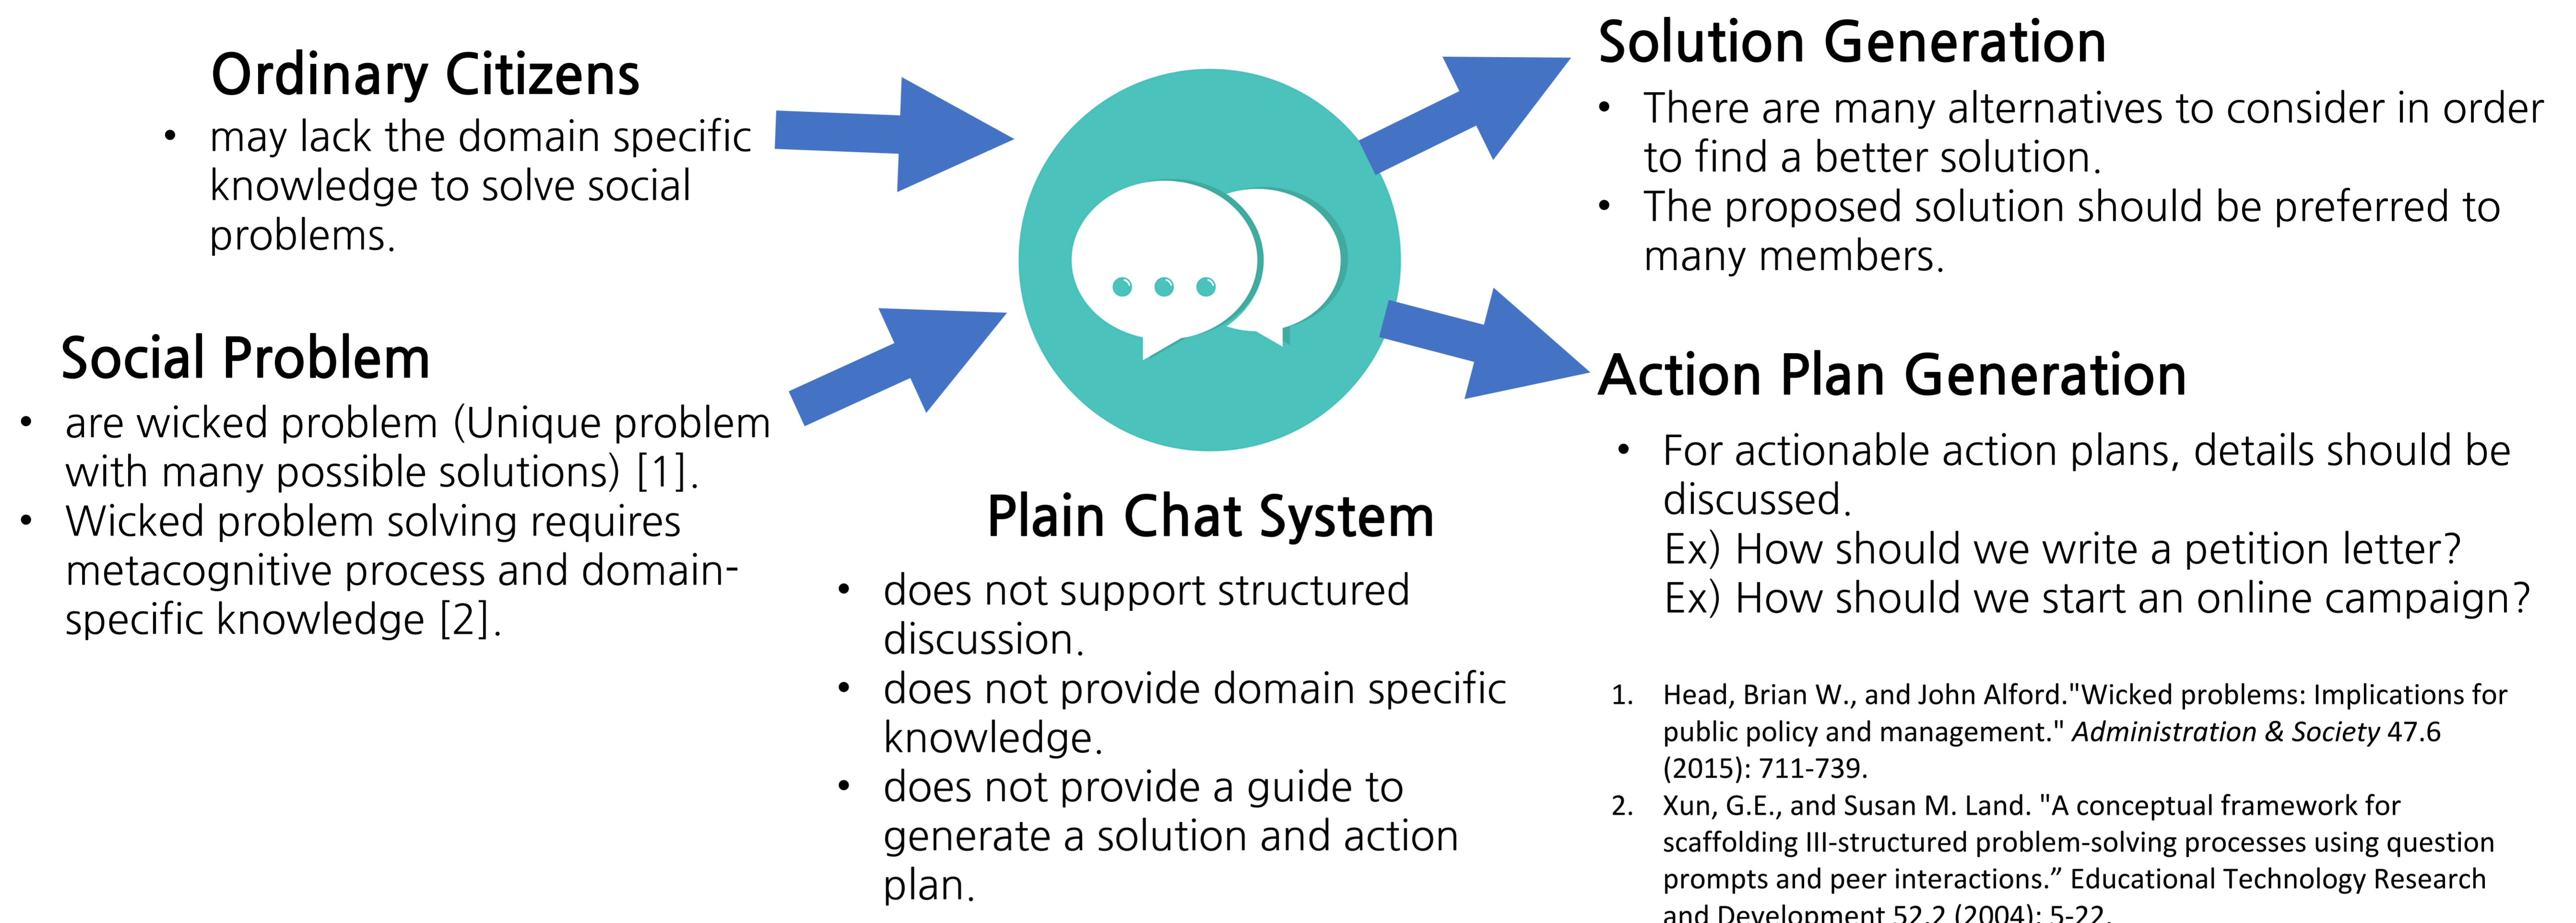 Ordinary Citizens
• may lack the domain specific
knowledge to solve social
problems.
Social Problem
• are wicked problem (Unique problem
with many possible solutions) [1].
• Wicked problem solving requires
metacognitive process and domain-
specific knowledge [2].
Plain Chat System
• does not support structured
discussion.
• does not provide domain specific
knowledge.
• does not provide a guide to
generate a solution and action
plan.
Solution Generation
• There are many alternatives to consider in order
to find a better solution.
• The proposed solution should be preferred to
many members.
Action Plan Generation
• For actionable action plans, details should be
discussed.
Ex) How should we write a petition letter?
Ex) How should we start an online campaign?
1. Head, Brian W., and John Alford."Wicked problems: Implications for
public policy and management." Administration & Society 47.6
(2015): 711-739.
2. Xun, G.E., and Susan M. Land. "A conceptual framework for
scaffolding III-structured problem-solving processes using question
prompts and peer interactions.” Educational Technology Research
and Development 52.2 (2004): 5-22.